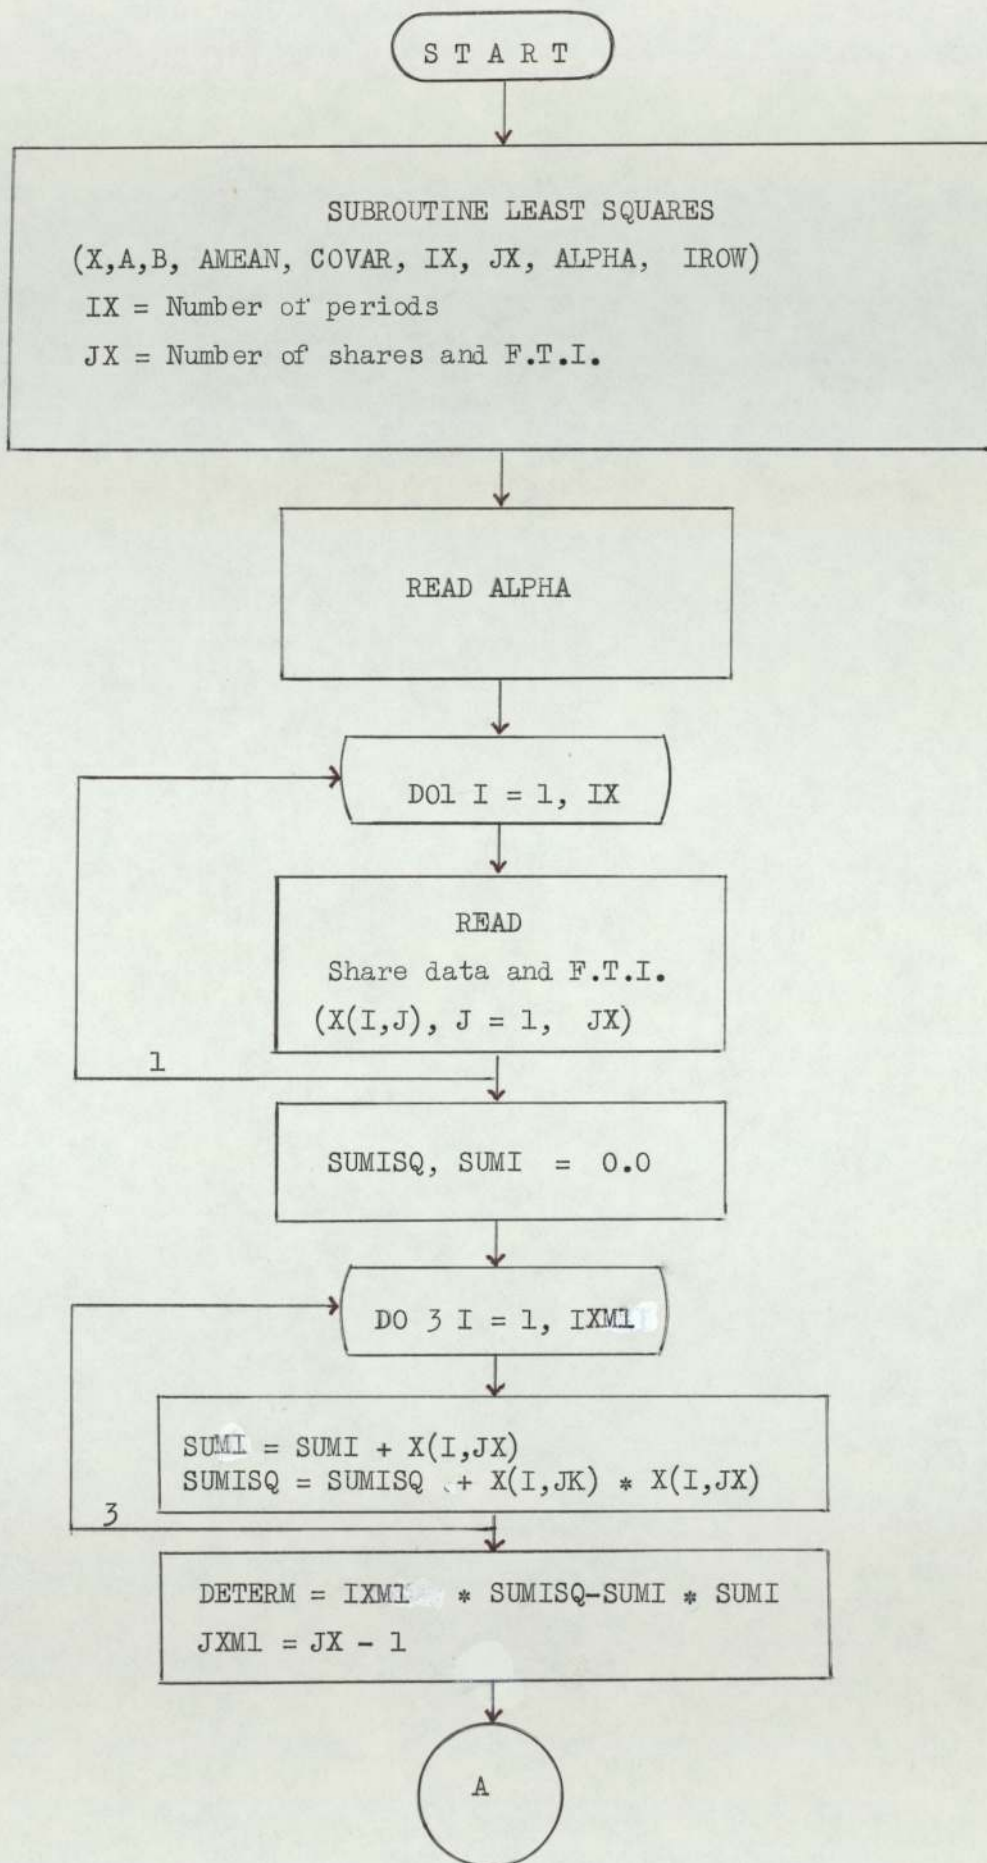 S T A R T
SUBROUTINE LEAST SQUARES
(X,A,B, AMEAN, COVAR, IX, JX, ALPHA, IROW)
IX = Number of periods
JX = Number of shares and F.T.I.
READ ALPHA
DO1 I = 1, IX
READ
Share data and F.T.I.
(X(I,J), J = 1, JX)
1
SUMISQ, SUMI = 0.0
DO 3 I = 1, IXM1
SUMI = SUMI + X(I,JX)
SUMISQ = SUMISQ + X(I,JK) * X(I,JX)
3
DETERM = IXM1 * SUMISQ-SUMI * SUMI
JXM1 = JX - 1
A